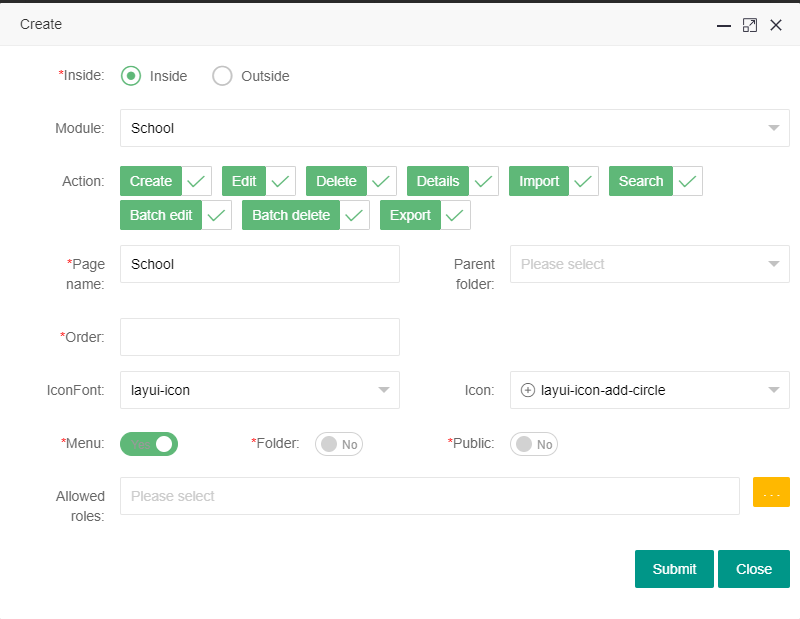 Create
*Inside: Inside Outside
Module: School
Action: Create Edit Delete Details Import Search
Batch edit Batch delete Export
*Page name: School Parent folder: Please select
*Order:
IconFont: layui-icon Icon: layui-icon-add-circle
*Menu: *Folder: No *Public: No
Allowed roles: Please select ...
Submit Close